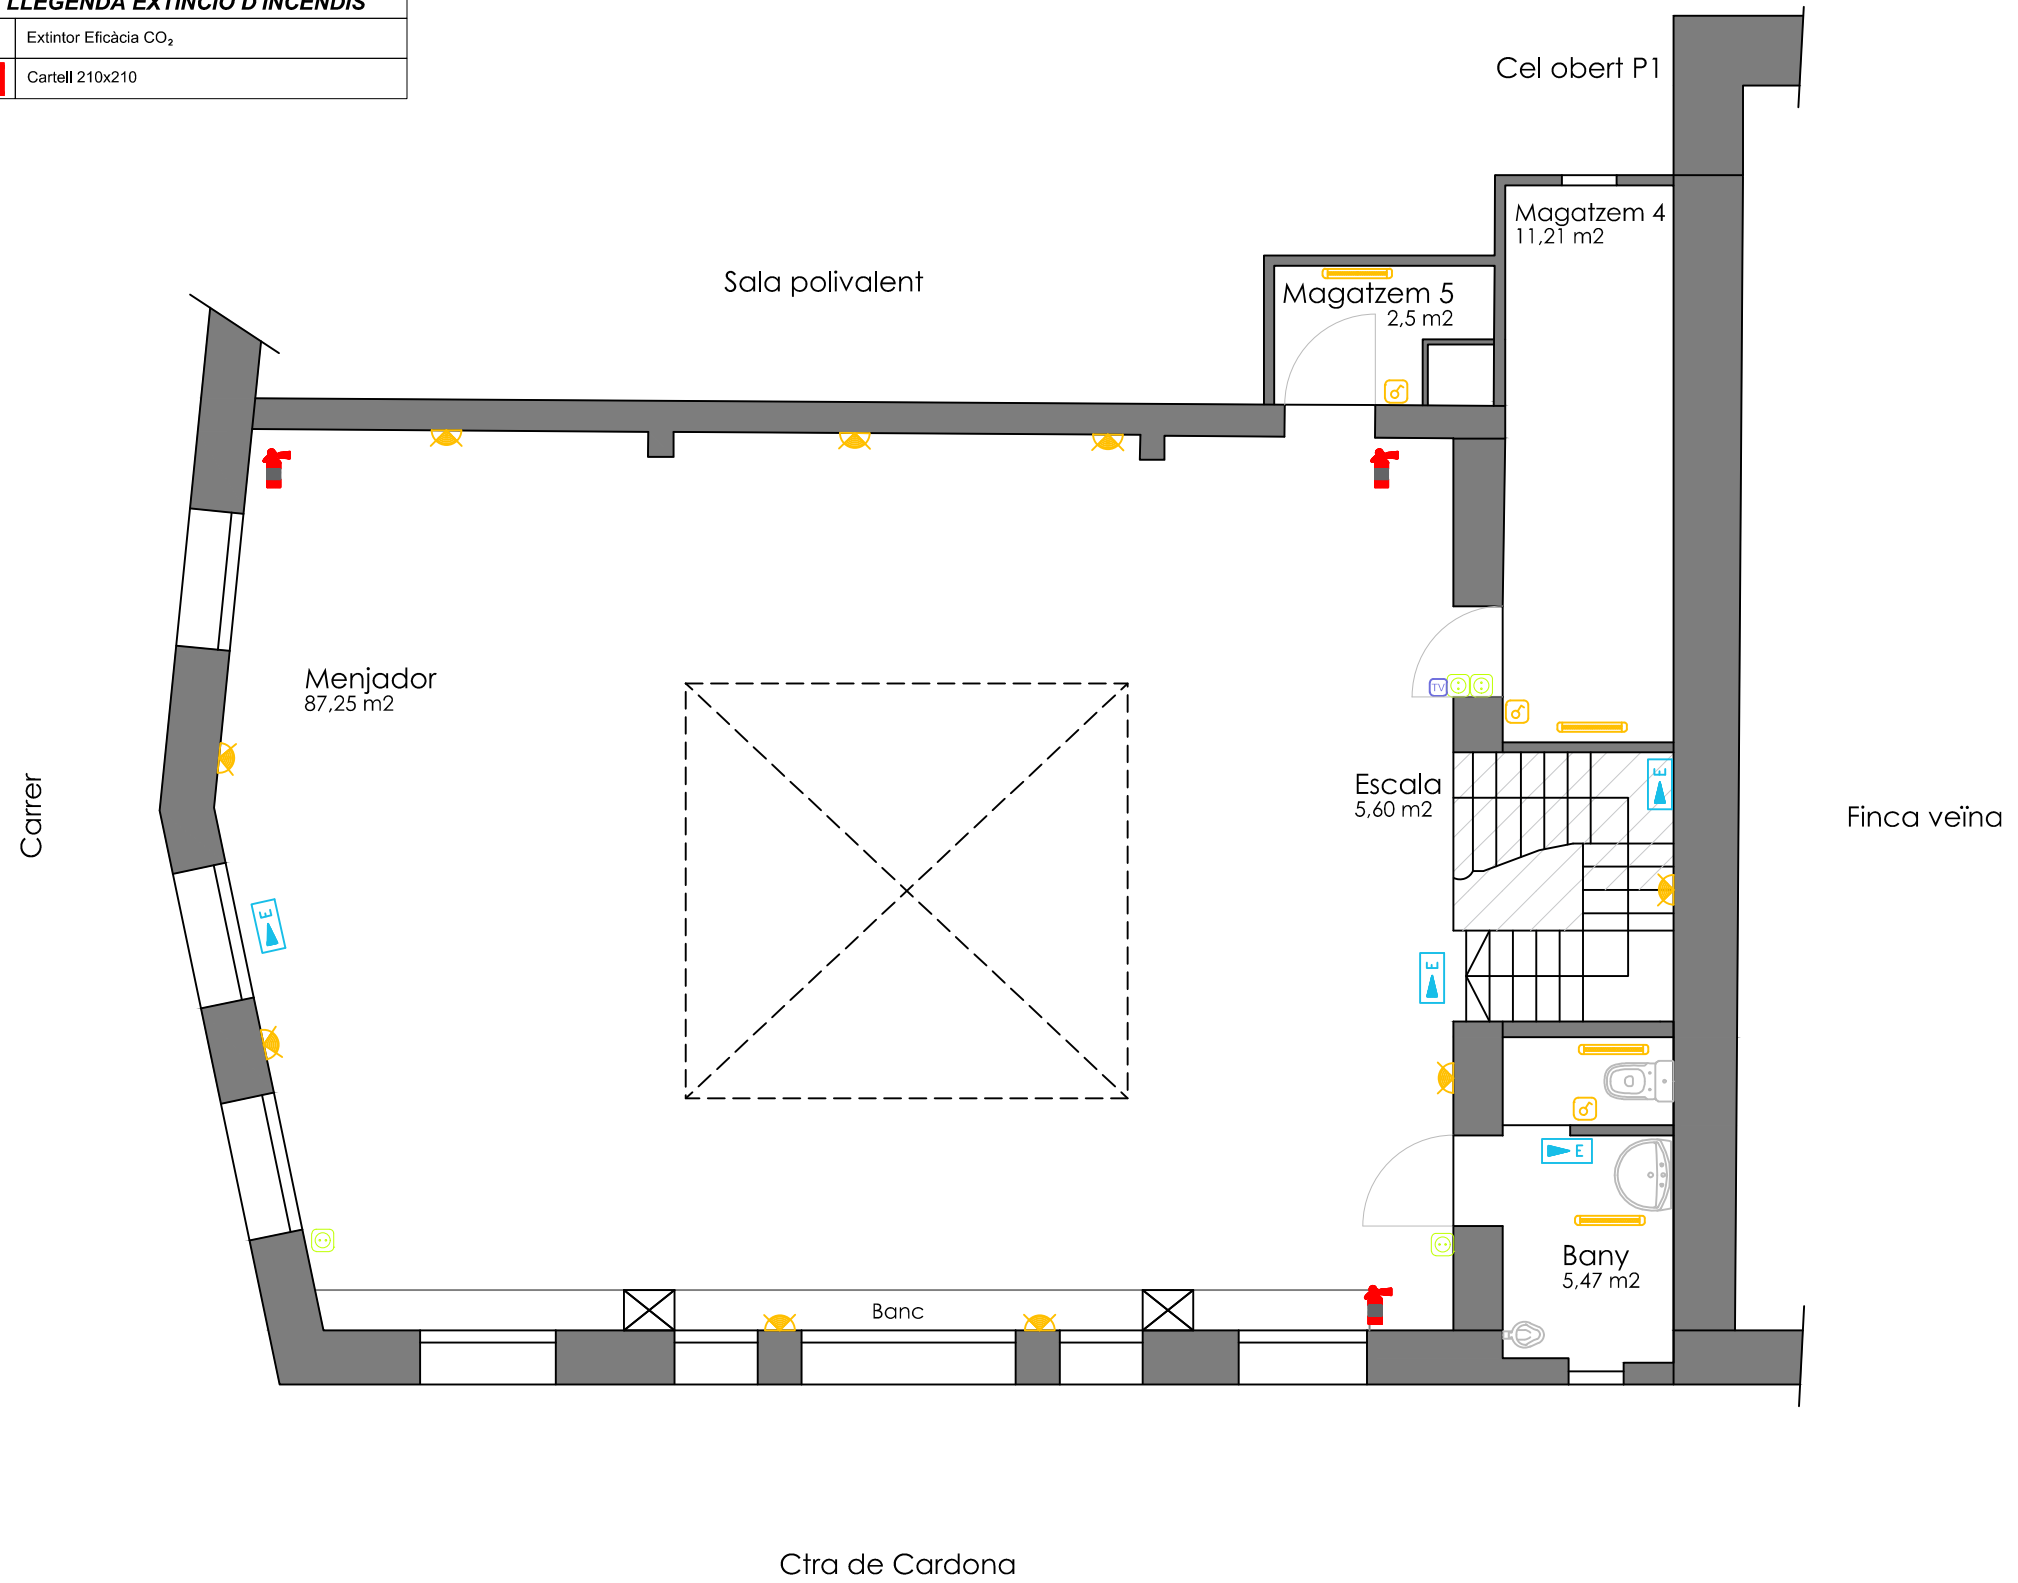 LLEGENDA EXTINCIÓ D'INCENDIS
Extintor Eficàcia CO₂
Cartell 210x210
Cel obert P1
Magatzem 4
11,21 m2
Sala polivalent
Magatzem 5
2,5 m2
Menjador
87,25 m2
TV
Escala
5,60 m2
E
Carrer
Finca veïna
E
E
E
Bany
5,47 m2
Banc
Ctra de Cardona